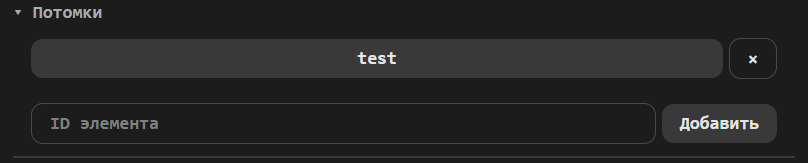 ▾ Потомки
test
×
ID элемента
Добавить